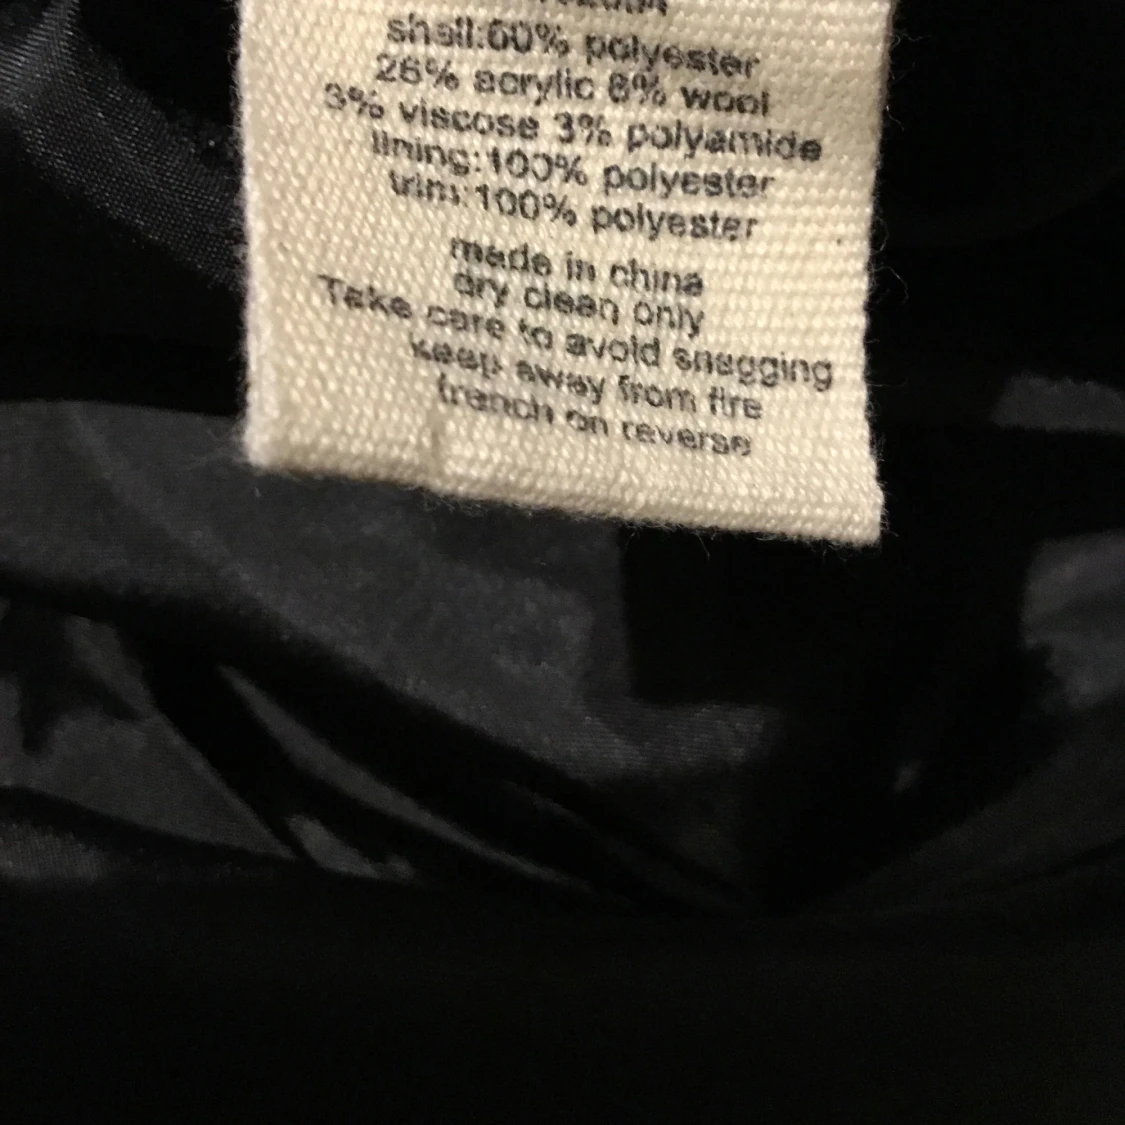 shell:60% polyester
26% acrylic 8% wool
3% viscose 3% polyamide
lining:100% polyester
trim:100% polyester
made in china
dry clean only
Take care to avoid snagging
keep away from fire
french on reverse